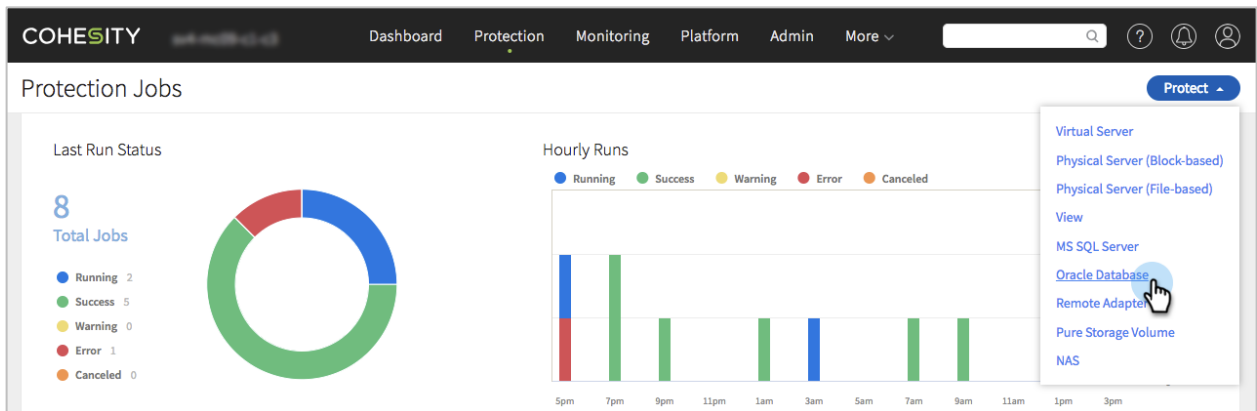 COHESITY Dashboard Protection Monitoring Platform Admin More ?
Protection Jobs Protect
Last Run Status
8
Total Jobs
Running 2
Success 5
Warning 0
Error 1
Canceled 0
Hourly Runs
Running Success Warning Error Canceled
5pm 7pm 9pm 11pm 1am 3am 5am 7am 9am 11am 1pm 3pm
Virtual Server
Physical Server (Block-based)
Physical Server (File-based)
View
MS SQL Server
Oracle Database
Remote Adapter
Pure Storage Volume
NAS